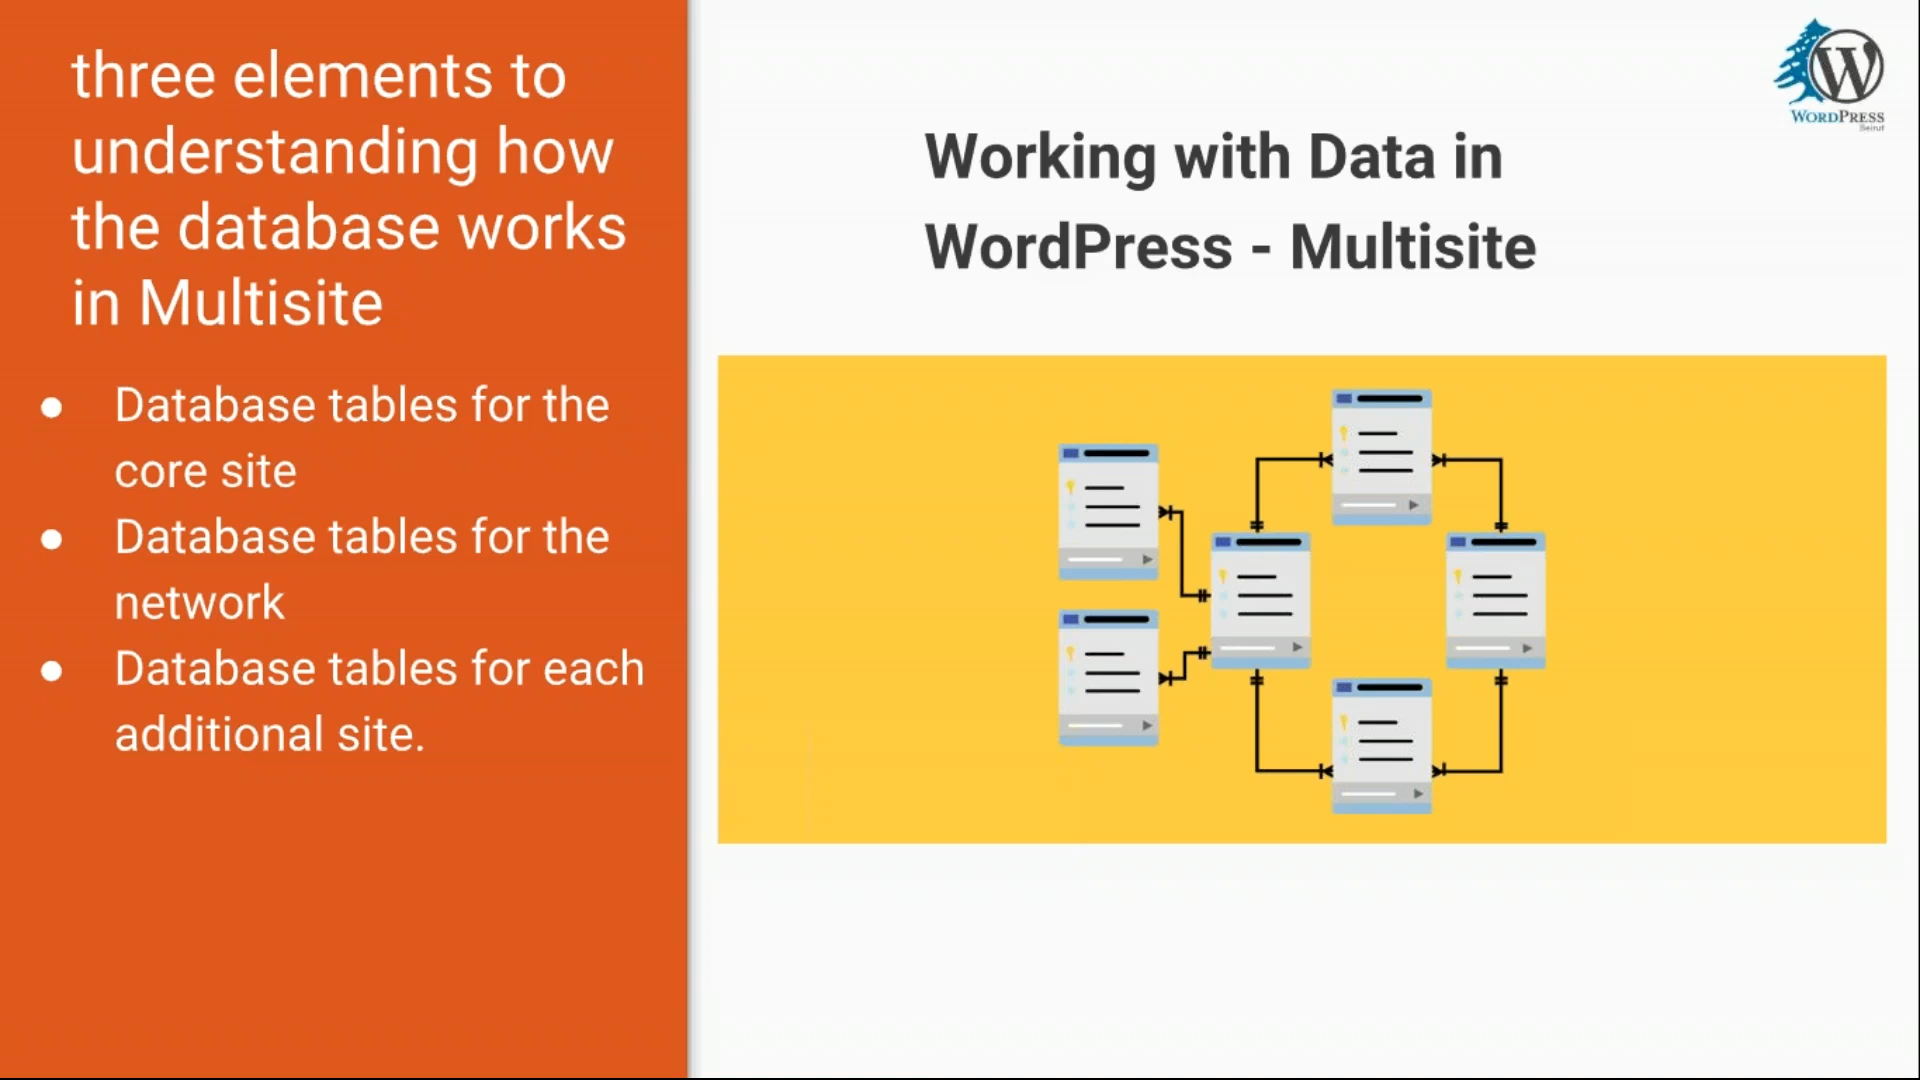 three elements to
understanding how
the database works
in Multisite
● Database tables for the
core site
● Database tables for the
network
● Database tables for each
additional site.
WORDPRESS
Beirut
Working with Data in
WordPress - Multisite